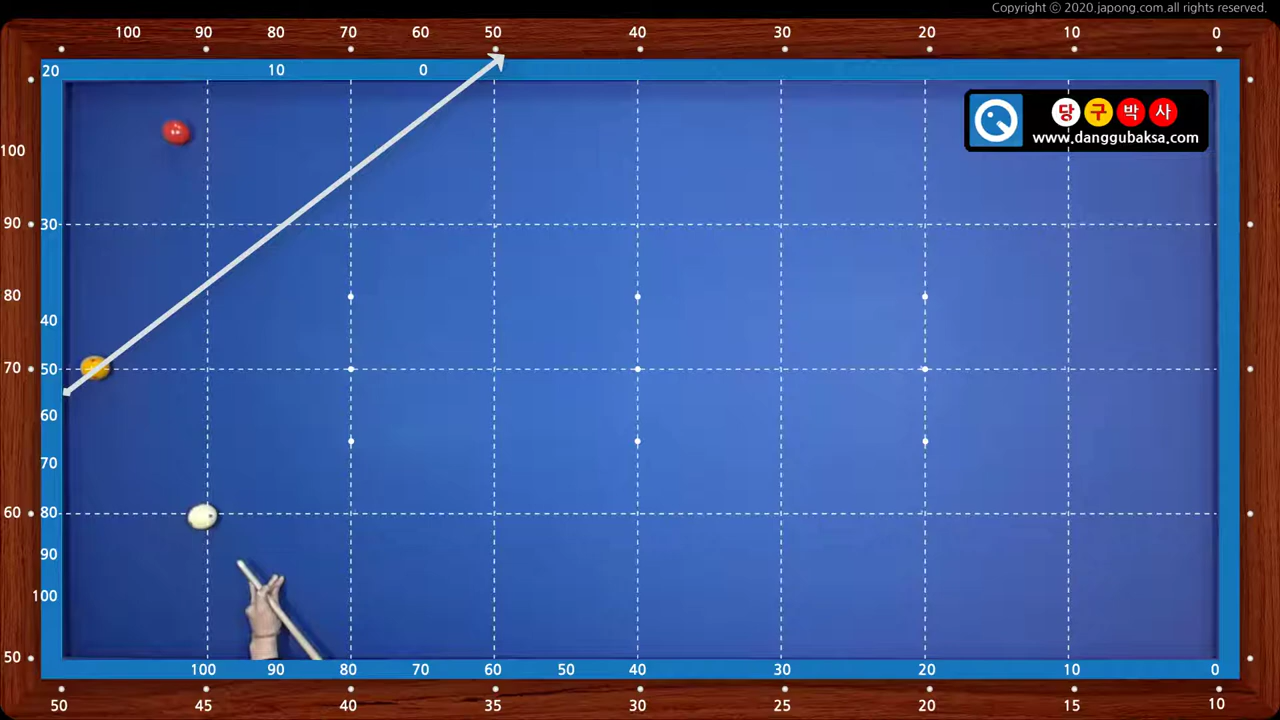 Copyright ⓒ 2020.japong.com,all rights reserved.
100 90 80 70 60 50 40 30 20 10 0
20 10 0
당구박사
www.danggubaksa.com
100
90 30
80
40
70 50
60
70
60 80
90
100
50
100 90 80 70 60 50 40 30 20 10 0
50 45 40 35 30 25 20 15 10